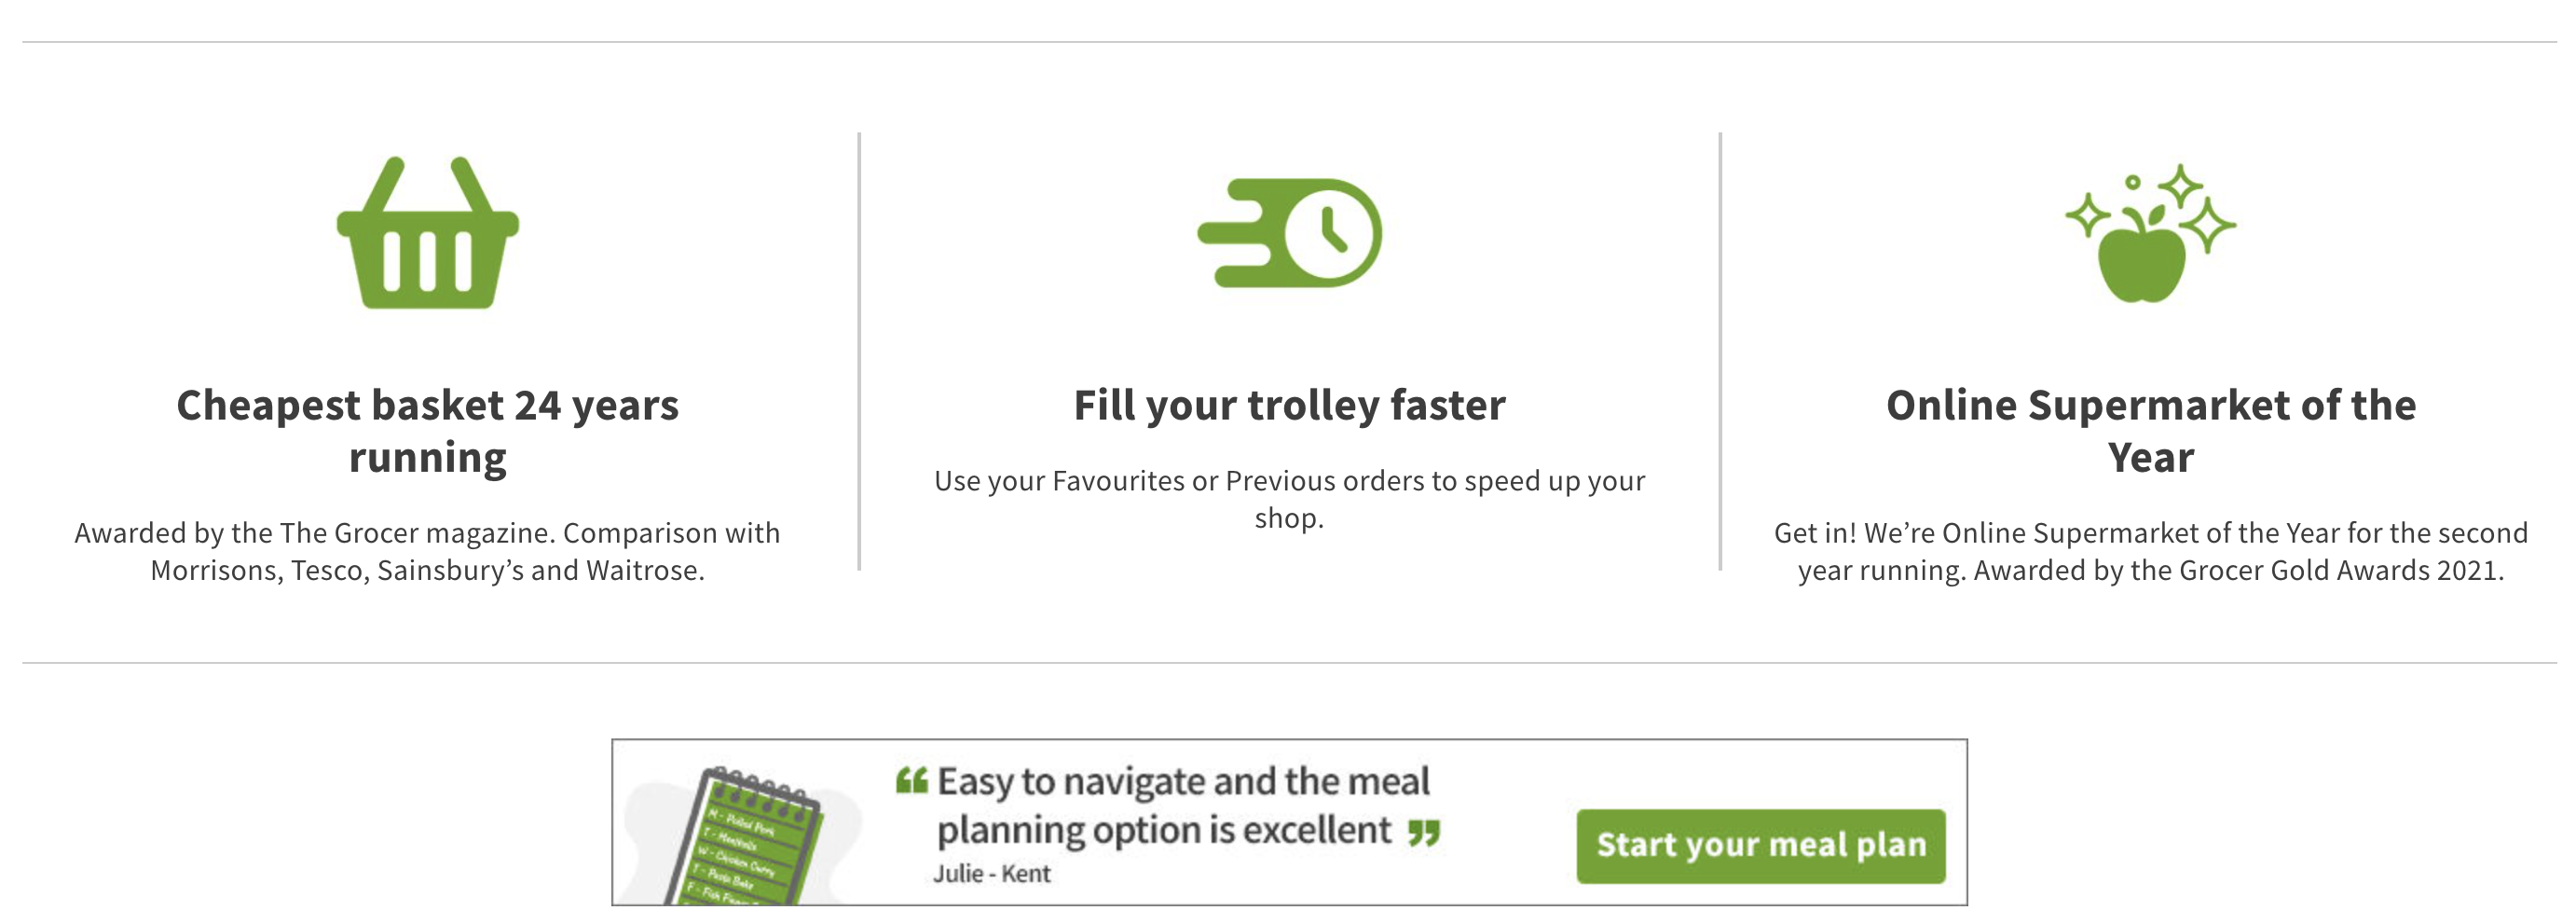 Cheapest basket 24 years
running
Awarded by the The Grocer magazine. Comparison with
Morrisons, Tesco, Sainsbury’s and Waitrose.
Fill your trolley faster
Use your Favourites or Previous orders to speed up your
shop.
Online Supermarket of the
Year
Get in! We’re Online Supermarket of the Year for the second
year running. Awarded by the Grocer Gold Awards 2021.
M - Pulled Pork
T - Meatballs
W - Chicken Curry
T - Pasta Bake
F - Fish
“ Easy to navigate and the meal
planning option is excellent ”
Julie - Kent
Start your meal plan